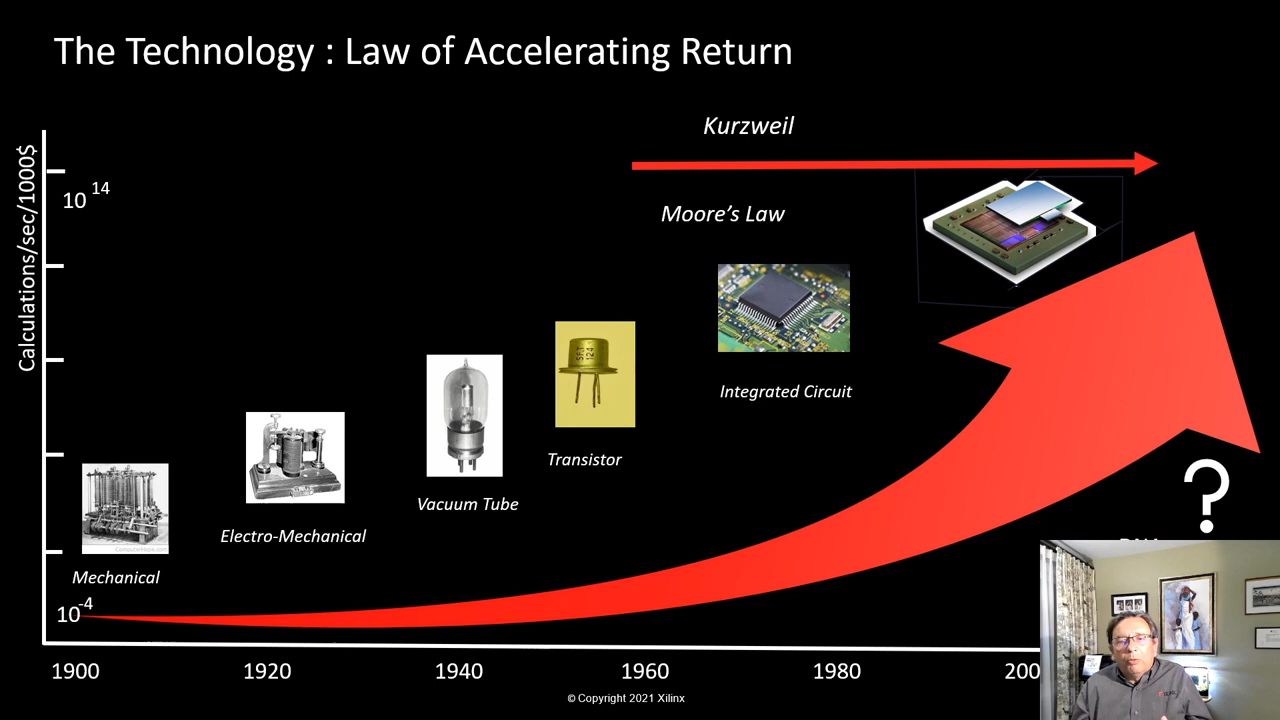 The Technology : Law of Accelerating Return
Kurzweil
Calculations/sec/1000$
10 14
Moore's Law
Integrated Circuit
Transistor
Vacuum Tube
Electro-Mechanical
Mechanical
?
10-4
1900 1920 1940 1960 1980
© Copyright 2021 Xilinx